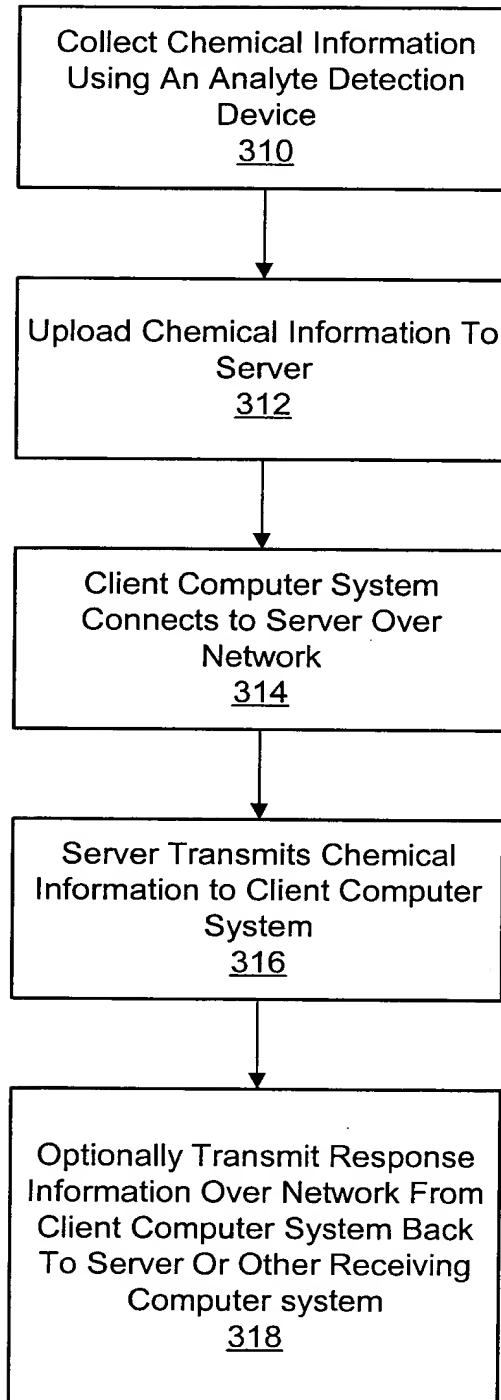 Collect Chemical Information
Using An Analyte Detection
Device
310
Upload Chemical Information To
Server
312
Client Computer System
Connects to Server Over
Network
314
Server Transmits Chemical
Information to Client Computer
System
316
Optionally Transmit Response
Information Over Network From
Client Computer System Back
To Server Or Other Receiving
Computer system
318